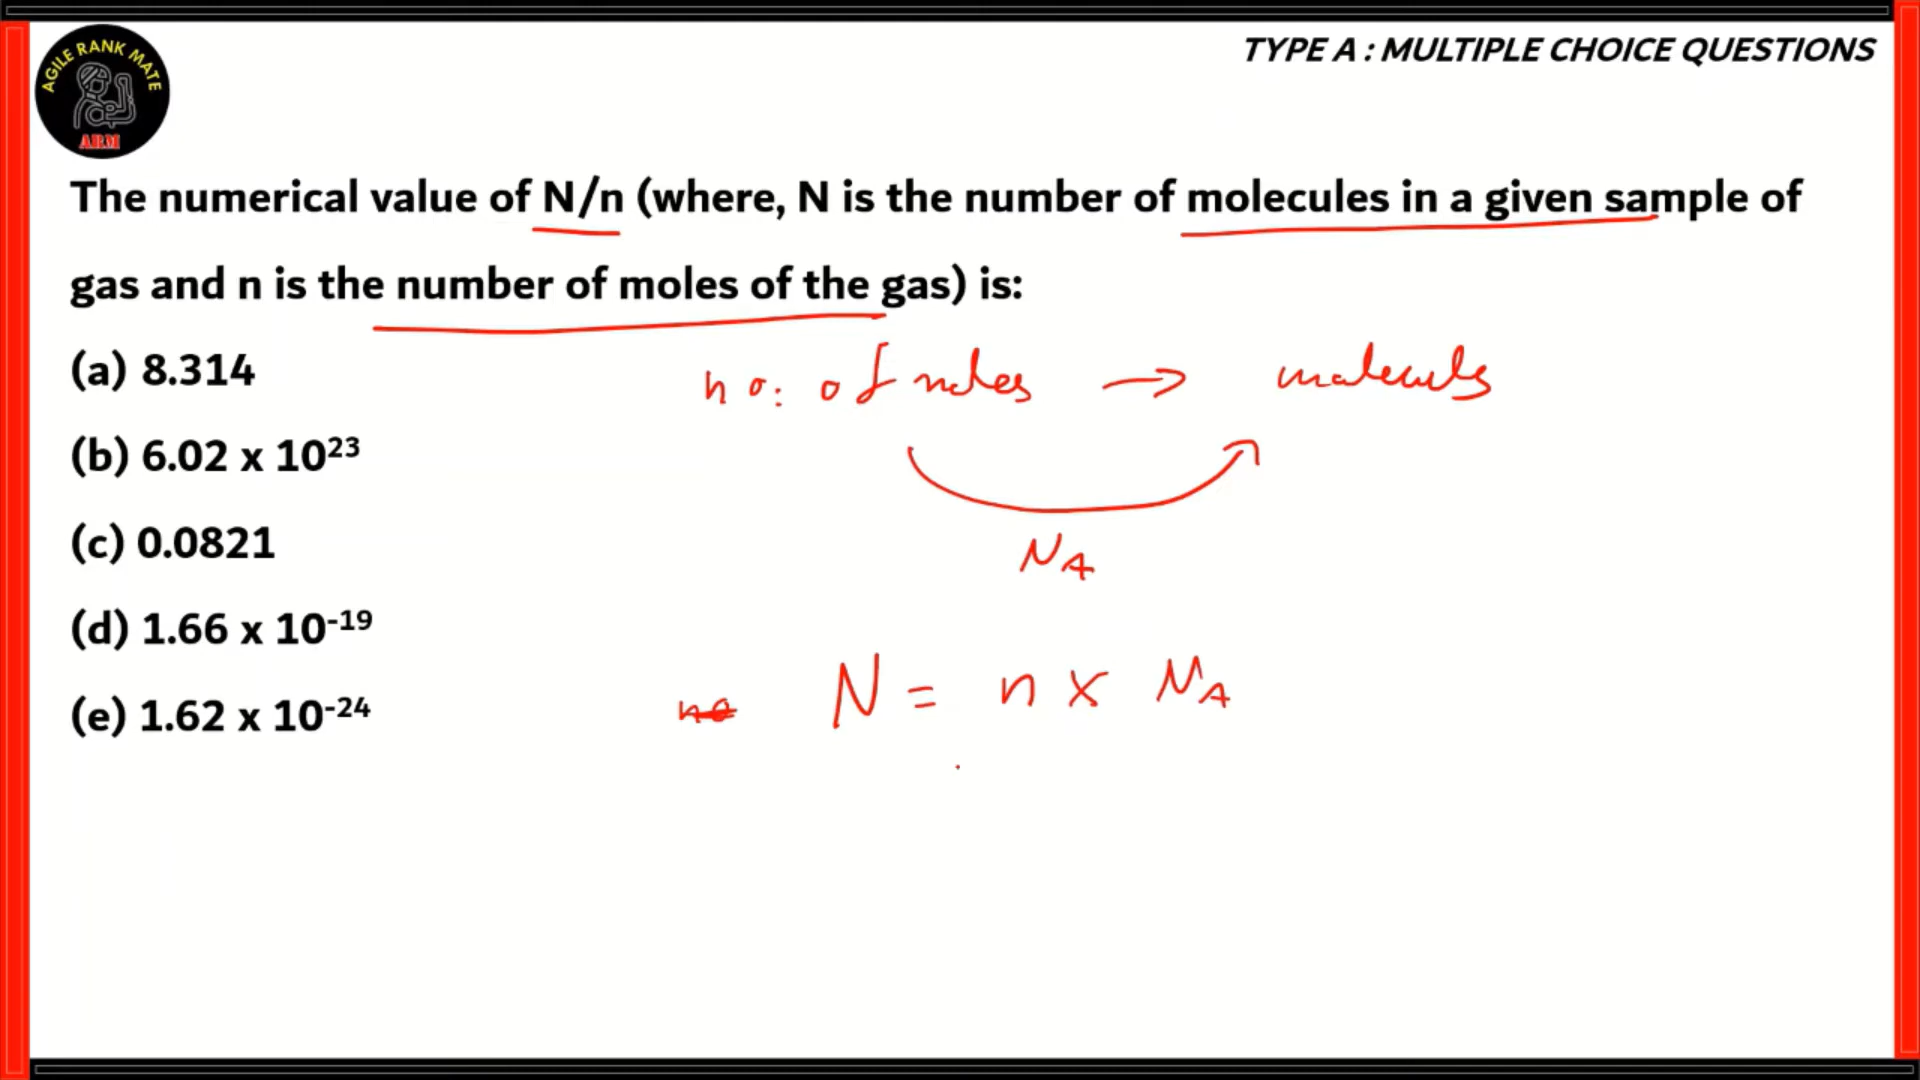 AGILE RANK MATE
ARM
TYPE A : MULTIPLE CHOICE QUESTIONS
The numerical value of N/n (where, N is the number of molecules in a given sample of
gas and n is the number of moles of the gas) is:
(a) 8.314
no: of moles → molecules
(b) 6.02 x 10²³
(c) 0.0821
N_A
(d) 1.66 x 10⁻¹⁹
N = n x N_A
(e) 1.62 x 10⁻²⁴